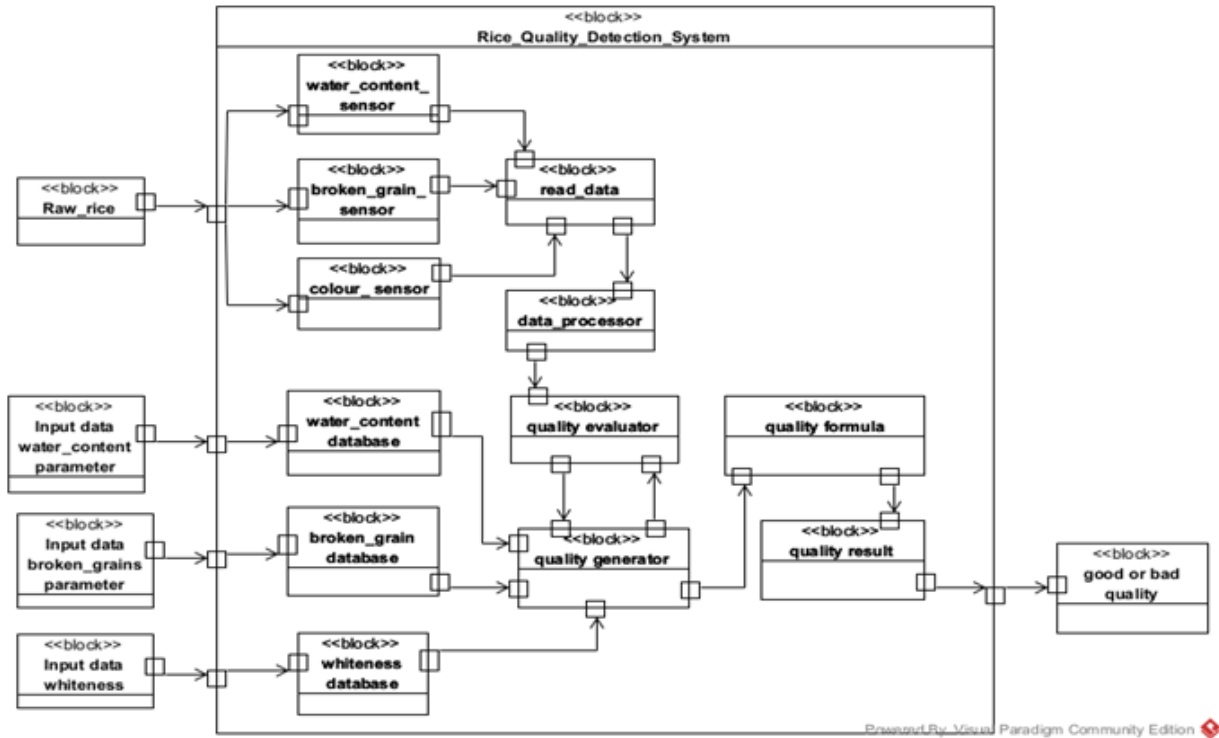 <<block>>
Rice_Quality_Detection_System
<<block>>
water_content_
sensor
<<block>>
broken_grain_
sensor
<<block>>
read_data
<<block>>
Raw_rice
<<block>>
colour_ sensor
<<block>>
data_processor
<<block>>
Input data
water_content
parameter
<<block>>
water_content
database
<<block>>
quality evaluator
<<block>>
quality formula
<<block>>
Input data
broken_grains
parameter
<<block>>
broken_grain
database
<<block>>
quality generator
<<block>>
quality result
<<block>>
good or bad
quality
<<block>>
Input data
whiteness
<<block>>
whiteness
database
Powered By Visual Paradigm Community Edition